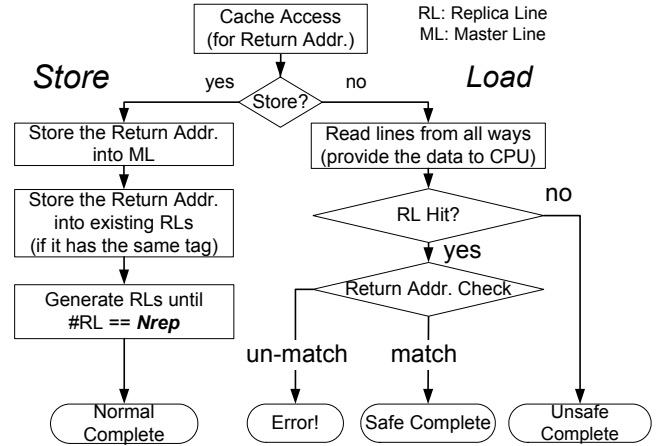 Cache Access
(for Return Addr.)
RL: Replica Line
ML: Master Line
Store
yes
no
Load
Store?
Store the Return Addr.
into ML
Read lines from all ways
(provide the data to CPU)
Store the Return Addr.
into existing RLs
(if it has the same tag)
RL Hit?
no
yes
Generate RLs until
#RL == Nrep
Return Addr. Check
un-match
match
Normal
Complete
Error!
Safe Complete
Unsafe
Complete